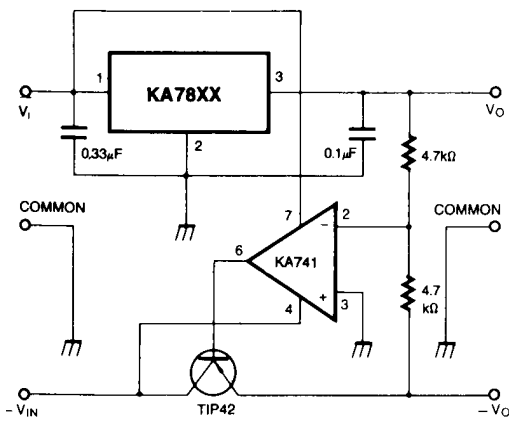 1
KA78XX
3
V_I
2
V_O
0,33µF
0.1µF
4.7kΩ
COMMON
COMMON
7
2
−
6
KA741
4
+
3
4.7
kΩ
−V_IN
TIP42
−V_O